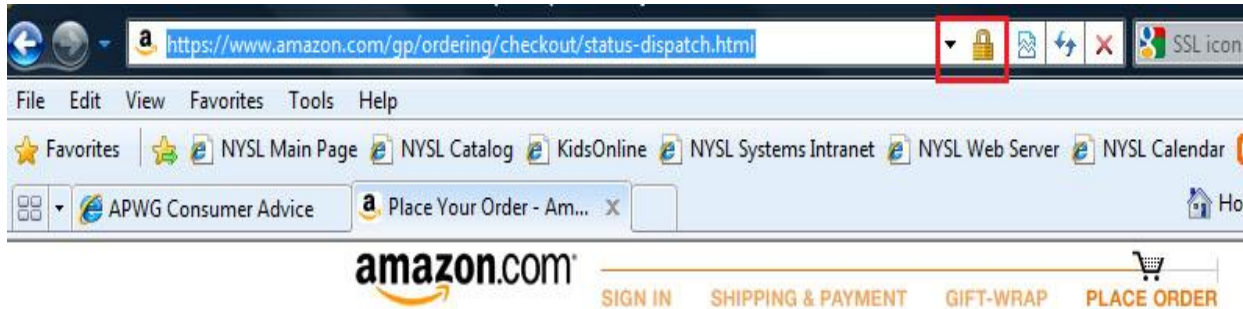 https://www.amazon.com/gp/ordering/checkout/status-dispatch.html SSL icon
File Edit View Favorites Tools Help
Favorites NYSL Main Page NYSL Catalog KidsOnline NYSL Systems Intranet NYSL Web Server NYSL Calendar
APWG Consumer Advice a Place Your Order - Am... X Ho
amazon.com
SIGN IN SHIPPING & PAYMENT GIFT-WRAP PLACE ORDER